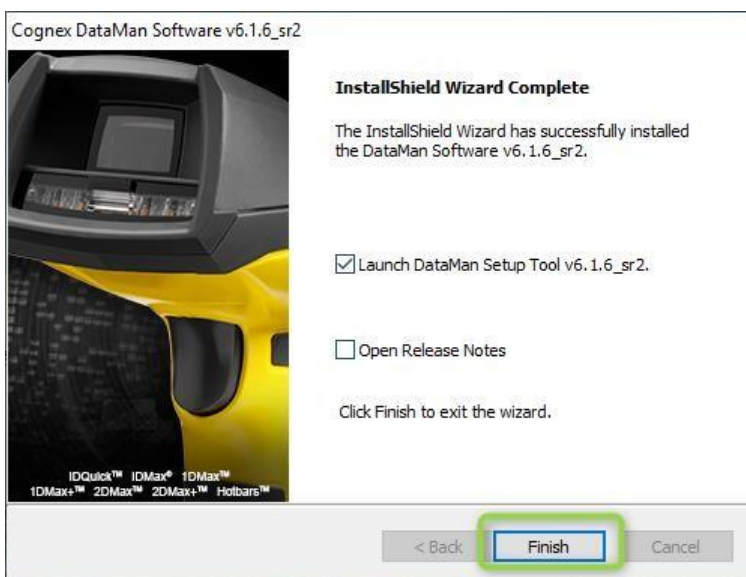 Cognex DataMan Software v6.1.6_sr2
InstallShield Wizard Complete
The InstallShield Wizard has successfully installed
the DataMan Software v6.1.6_sr2.
Launch DataMan Setup Tool v6.1.6_sr2.
Open Release Notes
Click Finish to exit the wizard.
IDQuick™ IDMax® 1DMax™
1DMax+™ 2DMax™ 2DMax+™ Hotbars™
< Back Finish Cancel